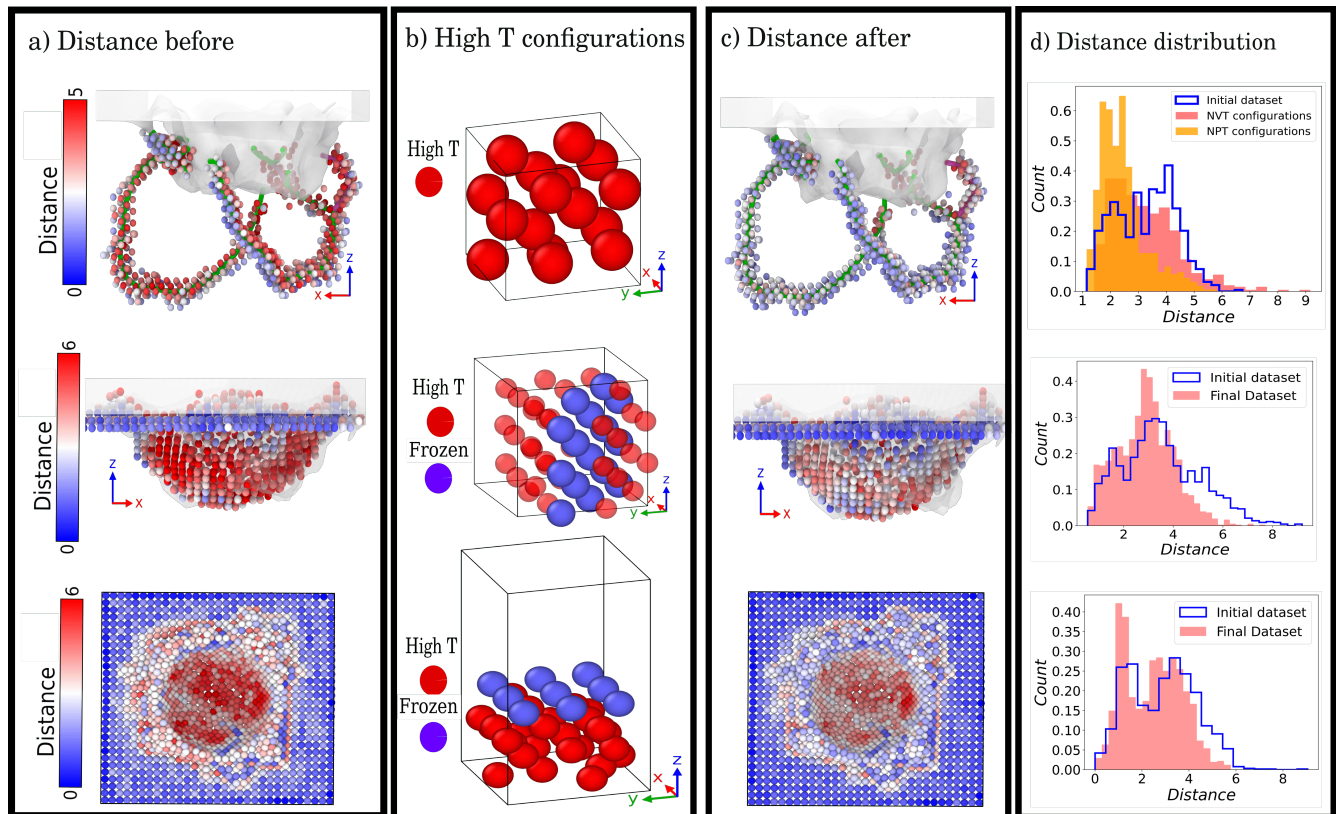 a) Distance before
5
Distance
0
z
x
6
Distance
0
z
x
6
Distance
0
b) High T configurations
High T
z
x
y
High T
Frozen
z
x
y
High T
Frozen
z
x
y
c) Distance after
z
x
z
x
d) Distance distribution
Initial dataset
NVT configurations
NPT configurations
Count
0.6
0.5
0.4
0.3
0.2
0.1
0.0
1 2 3 4 5 6 7 8 9
Distance
Initial dataset
Final Dataset
Count
0.4
0.3
0.2
0.1
0.0
2 4 6 8
Distance
Initial dataset
Final Dataset
Count
0.40
0.35
0.30
0.25
0.20
0.15
0.10
0.05
0.00
0 2 4 6 8
Distance